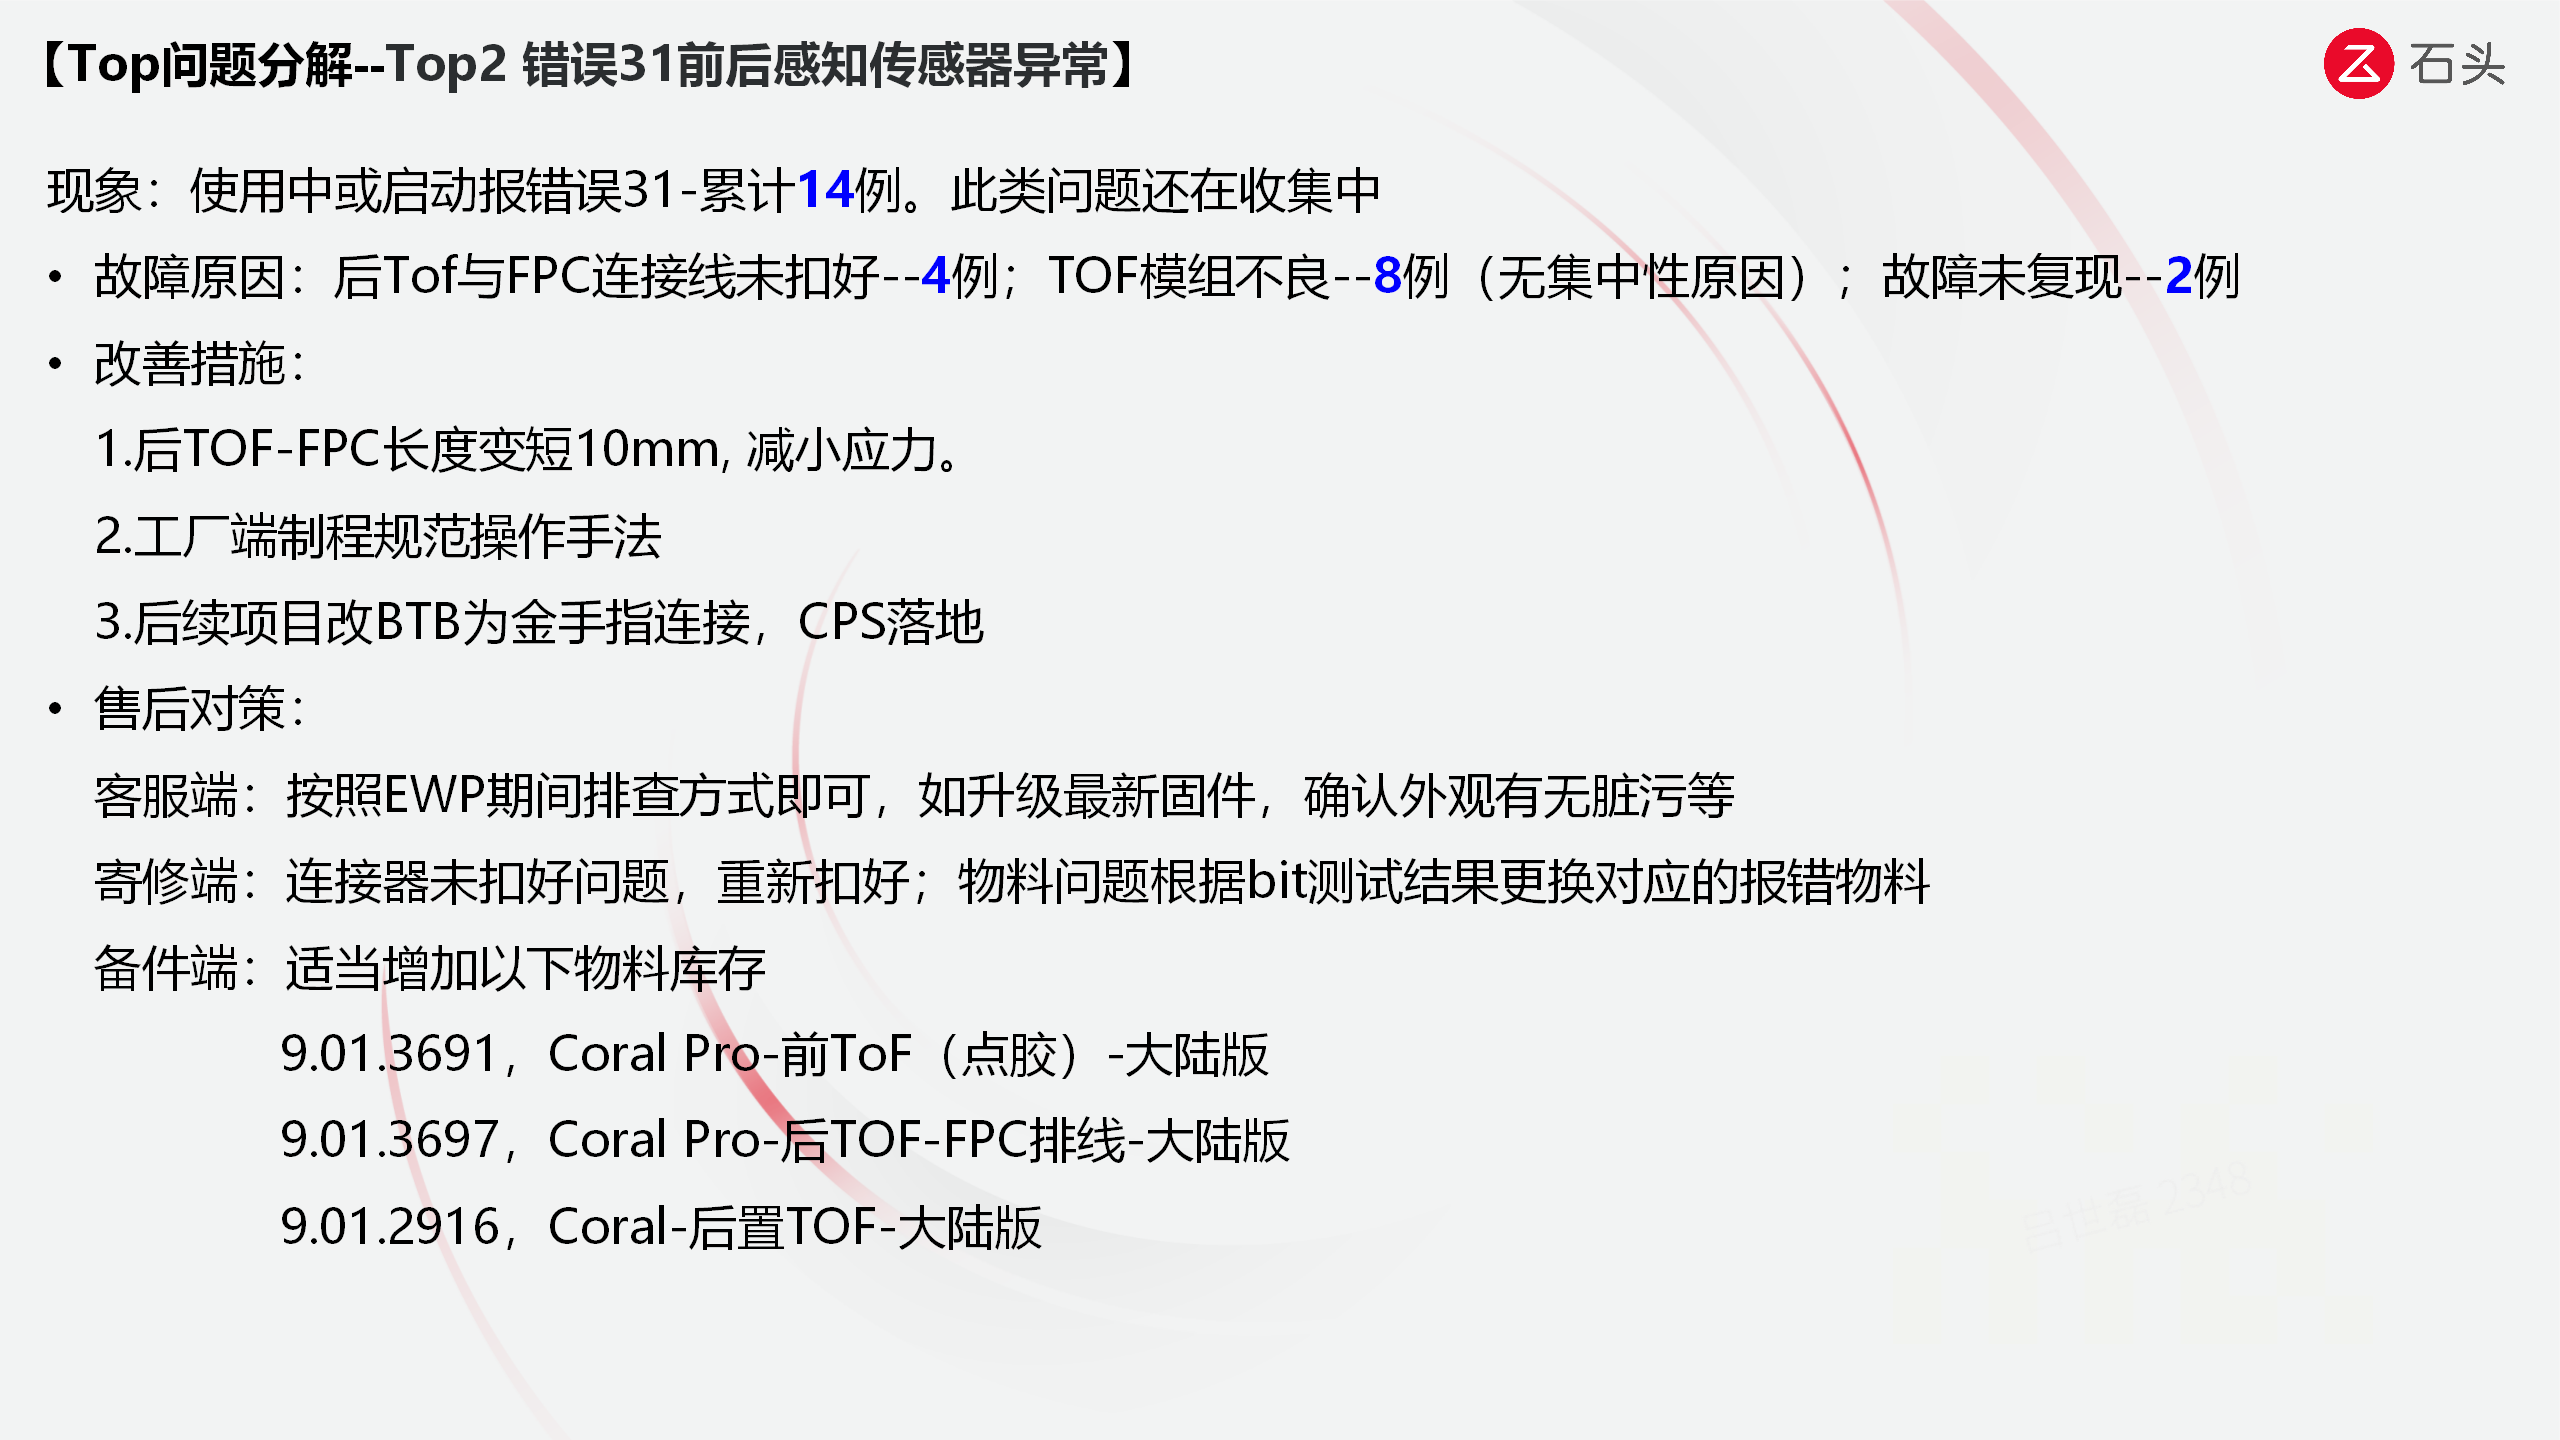 【Top问题分解--Top2 错误31前后感知传感器异常】
石头
现象：使用中或启动报错误31-累计14例。此类问题还在收集中
• 故障原因：后Tof与FPC连接线未扣好--4例；TOF模组不良--8例（无集中性原因）；故障未复现--2例
• 改善措施：
1.后TOF-FPC长度变短10mm, 减小应力。
2.工厂端制程规范操作手法
3.后续项目改BTB为金手指连接，CPS落地
• 售后对策：
客服端：按照EWP期间排查方式即可，如升级最新固件，确认外观有无脏污等
寄修端：连接器未扣好问题，重新扣好；物料问题根据bit测试结果更换对应的报错物料
备件端：适当增加以下物料库存
9.01.3691，Coral Pro-前ToF（点胶）-大陆版
9.01.3697，Coral Pro-后TOF-FPC排线-大陆版
9.01.2916，Coral-后置TOF-大陆版
吕世磊 2348